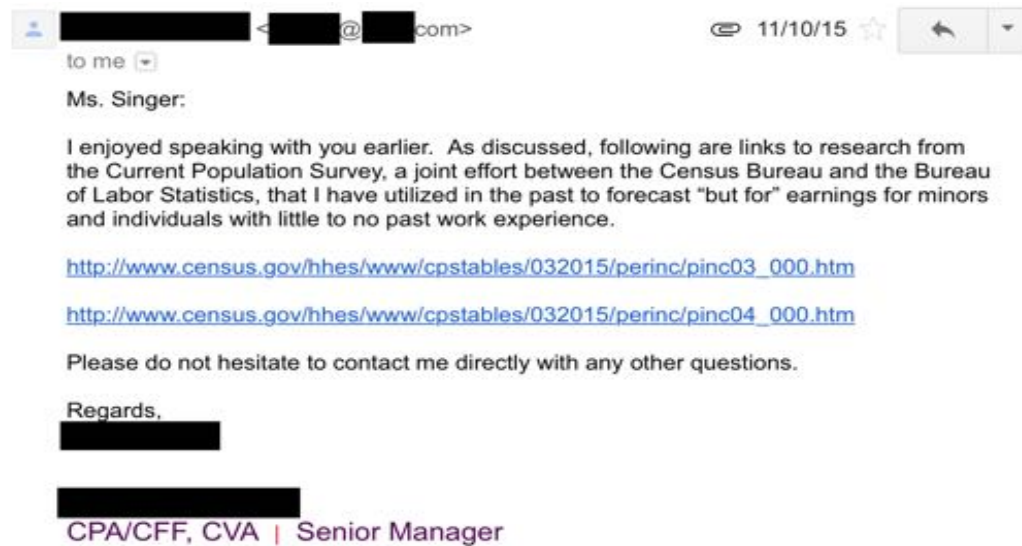 < @ com> 11/10/15
to me
Ms. Singer:
I enjoyed speaking with you earlier. As discussed, following are links to research from
the Current Population Survey, a joint effort between the Census Bureau and the Bureau
of Labor Statistics, that I have utilized in the past to forecast “but for” earnings for minors
and individuals with little to no past work experience.
http://www.census.gov/hhes/www/cpstables/032015/perinc/pinc03_000.htm
http://www.census.gov/hhes/www/cpstables/032015/perinc/pinc04_000.htm
Please do not hesitate to contact me directly with any other questions.
Regards,
CPA/CFF, CVA | Senior Manager